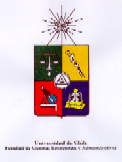 Universidad de Chile
Facultad de Ciencias Económicas y Administrativas